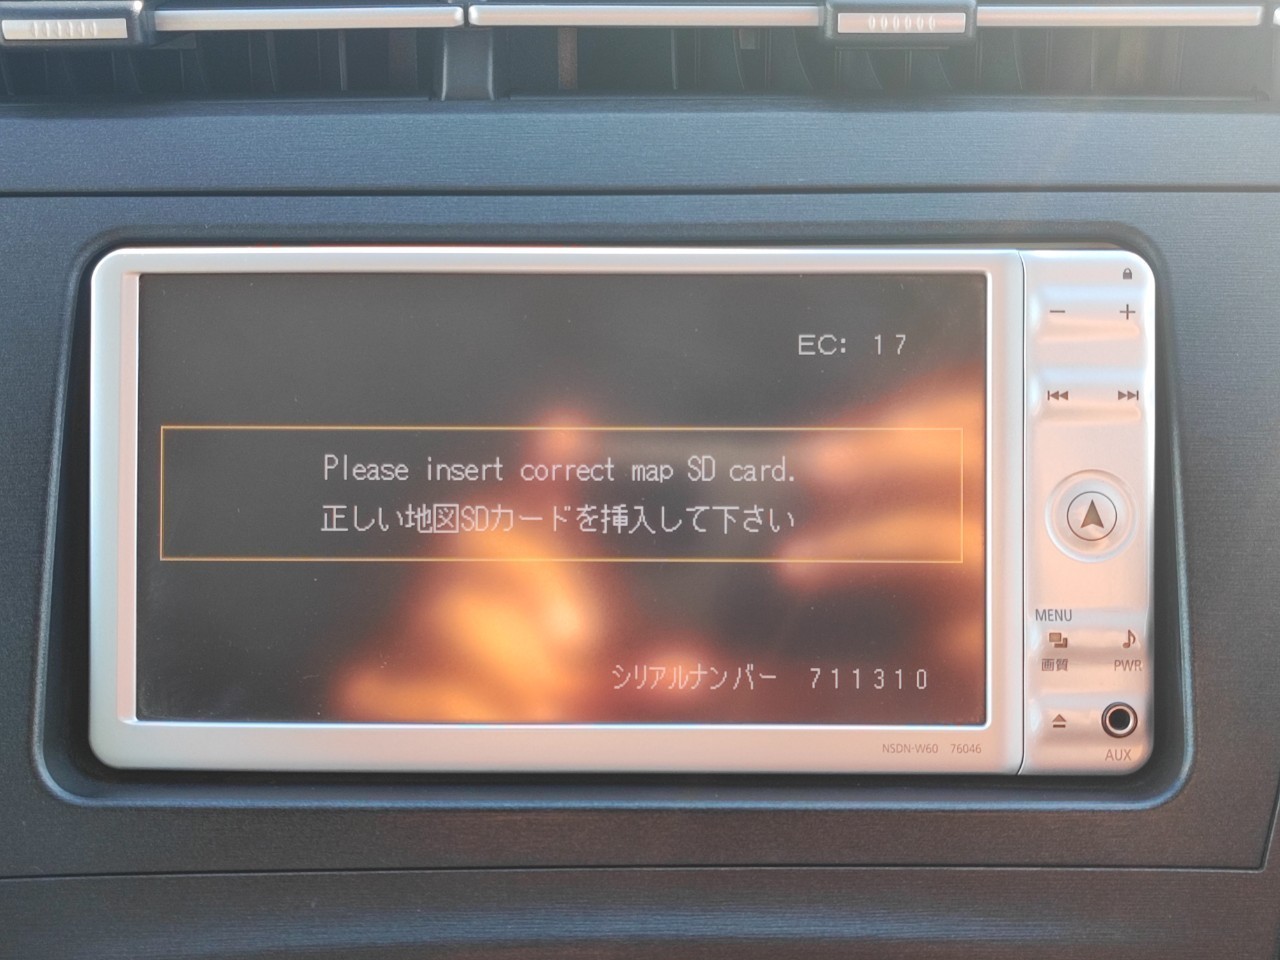 EC: 17
Please insert correct map SD card.
正しい地図SDカードを挿入して下さい
シリアルナンバー 711310
NSDN-W60 76046
− +
MENU
画質 PWR
AUX